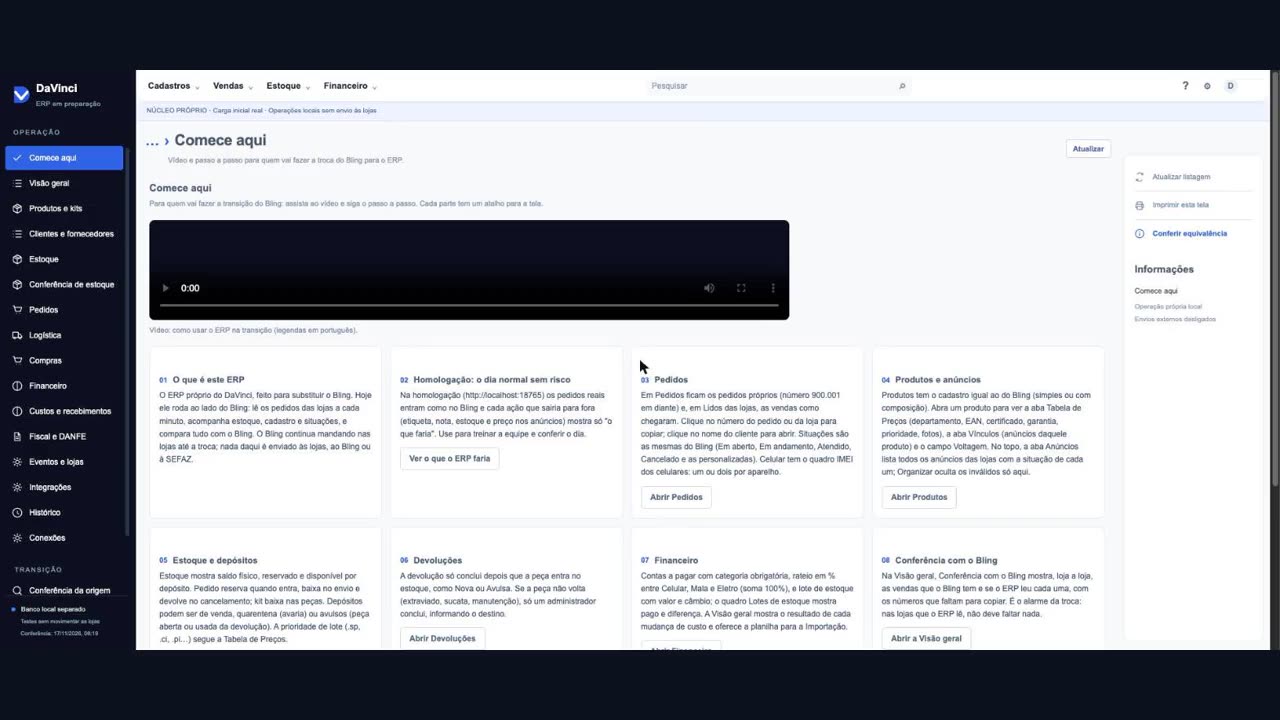 DaVinci
ERP em preparação
OPERAÇÃO
Comece aqui
Visão geral
Produtos e kits
Clientes e fornecedores
Estoque
Conferência de estoque
Pedidos
Logística
Compras
Financeiro
Custos e recebimentos
Fiscal e DANFE
Eventos e lojas
Integrações
Histórico
Conexões
TRANSIÇÃO
Conferência da origem
Banco local separado
Testes sem movimentar as lojas
Conferência: 17/11/2026, 06:19
Cadastros
Vendas
Estoque
Financeiro
Pesquisar
?
D
NÚCLEO PRÓPRIO · Carga inicial real · Operações locais sem envio às lojas
... › Comece aqui
Vídeo e passo a passo para quem vai fazer a troca do Bling para o ERP.
Atualizar
Comece aqui
Para quem vai fazer a transição do Bling: assista ao vídeo e siga o passo a passo. Cada parte tem um atalho para a tela.
0:00
Vídeo: como usar o ERP na transição (legendas em português).
01 O que é este ERP
O ERP próprio do DaVinci, feito para substituir o Bling. Hoje
ele roda ao lado do Bling: lê os pedidos das lojas a cada
minuto, acompanha estoque, cadastro e situações, e
compara tudo com o Bling. O Bling continua mandando nas
lojas até a troca; nada daqui é enviado às lojas, ao Bling ou
à SEFAZ.
02 Homologação: o dia normal sem risco
Na homologação (http://localhost:18765) os pedidos reais
entram como no Bling e cada ação que sairia para fora
(etiqueta, nota, estoque e preço nos anúncios) mostra só "o
que faria". Use para treinar a equipe e conferir o dia.
Ver o que o ERP faria
03 Pedidos
Em Pedidos ficam os pedidos próprios (número 900.001
em diante) e, em Lidos das lojas, as vendas como
chegaram. Clique no número do pedido ou da loja para
copiar; clique no nome do cliente para abrir. Situações são
as mesmas do Bling (Em aberto, Em andamento, Atendido,
Cancelado e as personalizadas). Celular tem o quadro IMEI
dos celulares: um ou dois por aparelho.
Abrir Pedidos
04 Produtos e anúncios
Produtos tem o cadastro igual ao do Bling (simples ou com
composição). Abra um produto para ver a aba Tabela de
Preços (departamento, EAN, certificado, garantia,
prioridade, fotos), a aba Vínculos (anúncios daquele
produto) e o campo Voltagem. No topo, a aba Anúncios
lista todos os anúncios das lojas com a situação de cada
um; Organizar oculta os inválidos só aqui.
Abrir Produtos
05 Estoque e depósitos
Estoque mostra saldo físico, reservado e disponível por
depósito. Pedido reserva quando entra, baixa no envio e
devolve no cancelamento; kit baixa nas peças. Depósitos
podem ser de venda, quarentena (avaria) ou avulsos (peça
aberta ou usada da devolução). A prioridade de lote (.sp,
.ci, .pi...) segue a Tabela de Preços.
06 Devoluções
A devolução só conclui depois que a peça entra no
estoque, como Nova ou Avulsa. Se a peça não volta
(extraviado, sucata, manutenção), só um administrador
conclui, informando o destino.
Abrir Devoluções
07 Financeiro
Contas a pagar com categoria obrigatória, rateio em %
entre Celular, Mala e Eletro (soma 100%), e lote de estoque
com valor e câmbio; o quadro Lotes de estoque mostra
pago e diferença. A Visão geral mostra o resultado de cada
mudança de custo e oferece a planilha para a Importação.
Abrir Financeiro
08 Conferência com o Bling
Na Visão geral, Conferência com o Bling mostra, loja a loja,
as vendas que o Bling tem e se o ERP leu cada uma, com
os números que faltam para copiar. É o alarme da troca:
nas lojas que o ERP lê, não deve faltar nada.
Abrir a Visão geral
Atualizar listagem
Imprimir esta tela
Conferir equivalência
Informações
Comece aqui
Operação própria local
Envios externos desligados